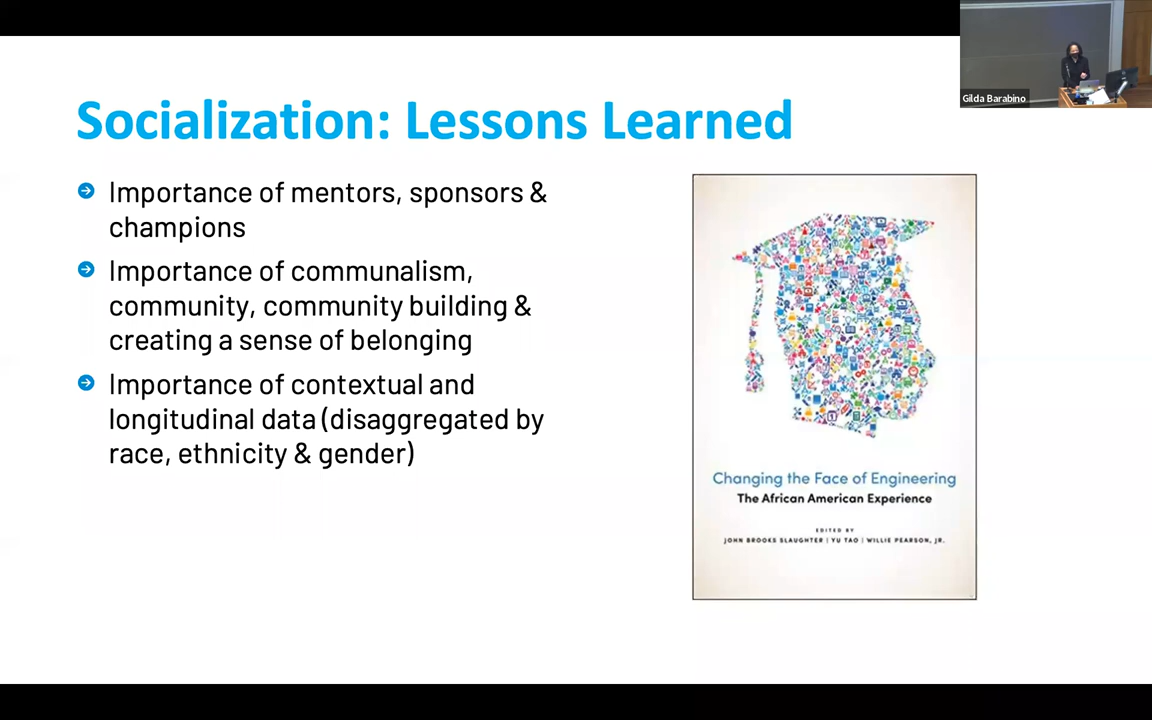 Gilda Barabino
Socialization: Lessons Learned
Importance of mentors, sponsors &
champions
Importance of communalism,
community, community building &
creating a sense of belonging
Importance of contextual and
longitudinal data (disaggregated by
race, ethnicity & gender)
Changing the Face of Engineering
The African American Experience
EDITED BY
JOHN BROOKS SLAUGHTER | YU TAO | WILLIE PEARSON, JR.